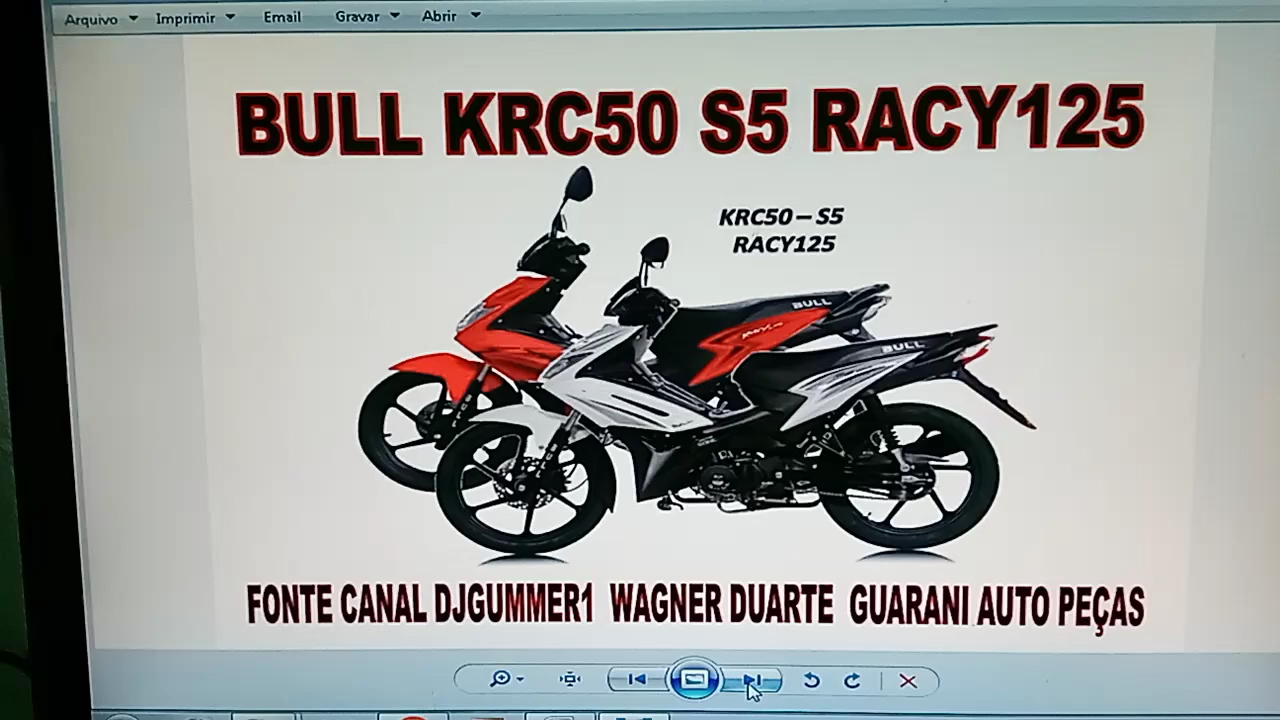 Arquivo Imprimir Email Gravar Abrir
BULL KRC50 S5 RACY125
KRC50 – S5
RACY125
BULL
BULL
FONTE CANAL DJGUMMER1 WAGNER DUARTE GUARANI AUTO PEÇAS